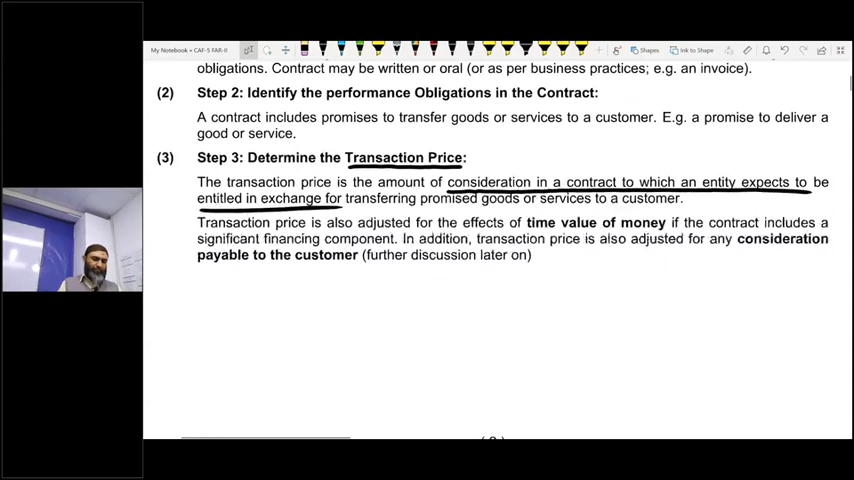 My Notebook » CAF-5 FAR-II
Shapes
Ink to Shape
obligations. Contract may be written or oral (or as per business practices; e.g. an invoice).
(2) Step 2: Identify the performance Obligations in the Contract:
A contract includes promises to transfer goods or services to a customer. E.g. a promise to deliver a
good or service.
(3) Step 3: Determine the Transaction Price:
The transaction price is the amount of consideration in a contract to which an entity expects to be
entitled in exchange for transferring promised goods or services to a customer.
Transaction price is also adjusted for the effects of time value of money if the contract includes a
significant financing component. In addition, transaction price is also adjusted for any consideration
payable to the customer (further discussion later on)